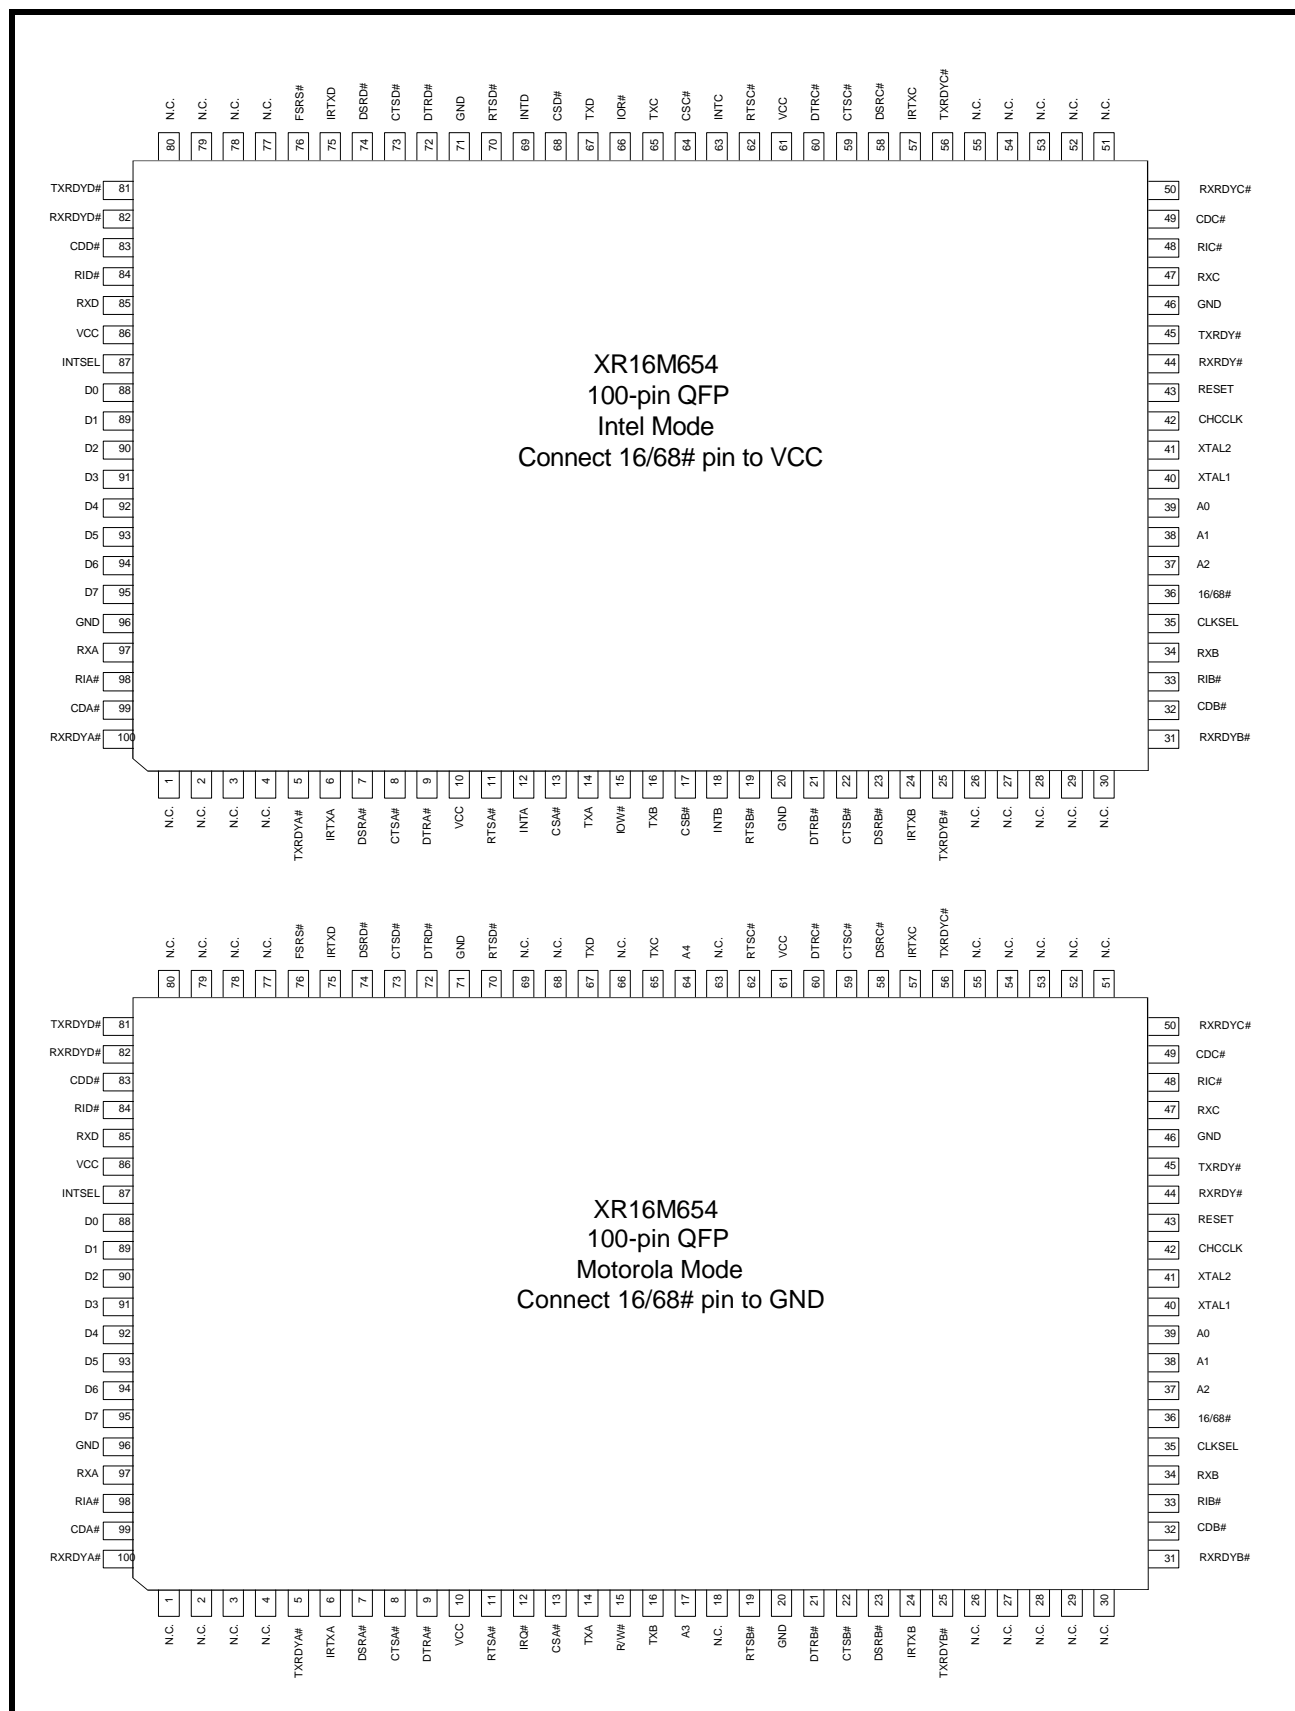 N.C. N.C. N.C. N.C. FSRS# IRTXD DSRD# CTSD# DTRD# GND RTSD# INTD CSD# TXD IOR# TXC CSC# INTC RTSC# VCC DTRC# CTSC# DSRC# IRTXC TXRDYC# N.C. N.C. N.C. N.C. N.C.
80 79 78 77 76 75 74 73 72 71 70 69 68 67 66 65 64 63 62 61 60 59 58 57 56 55 54 53 52 51
TXRDYD# 81 50 RXRDYC#
RXRDYD# 82 49 CDC#
CDD# 83 48 RIC#
RID# 84 47 RXC
RXD 85 46 GND
VCC 86 45 TXRDY#
INTSEL 87 44 RXRDY#
D0 88 43 RESET
D1 89 42 CHCCLK
D2 90 41 XTAL2
D3 91 40 XTAL1
D4 92 39 A0
D5 93 38 A1
D6 94 37 A2
D7 95 36 16/68#
GND 96 35 CLKSEL
RXA 97 34 RXB
RIA# 98 33 RIB#
CDA# 99 32 CDB#
RXRDYA# 100 31 RXRDYB#
XR16M654
100-pin QFP
Intel Mode
Connect 16/68# pin to VCC
1 2 3 4 5 6 7 8 9 10 11 12 13 14 15 16 17 18 19 20 21 22 23 24 25 26 27 28 29 30
N.C. N.C. N.C. N.C. TXRDYA# IRTXA DSRA# CTSA# DTRA# VCC RTSA# INTA CSA# TXA IOW# TXB CSB# INTB RTSB# GND DTRB# CTSB# DSRB# IRTXB TXRDYB# N.C. N.C. N.C. N.C. N.C.
N.C. N.C. N.C. N.C. FSRS# IRTXD DSRD# CTSD# DTRD# GND RTSD# N.C. N.C. TXD N.C. TXC A4 N.C. RTSC# VCC DTRC# CTSC# DSRC# IRTXC TXRDYC# N.C. N.C. N.C. N.C. N.C.
80 79 78 77 76 75 74 73 72 71 70 69 68 67 66 65 64 63 62 61 60 59 58 57 56 55 54 53 52 51
TXRDYD# 81 50 RXRDYC#
RXRDYD# 82 49 CDC#
CDD# 83 48 RIC#
RID# 84 47 RXC
RXD 85 46 GND
VCC 86 45 TXRDY#
INTSEL 87 44 RXRDY#
D0 88 43 RESET
D1 89 42 CHCCLK
D2 90 41 XTAL2
D3 91 40 XTAL1
D4 92 39 A0
D5 93 38 A1
D6 94 37 A2
D7 95 36 16/68#
GND 96 35 CLKSEL
RXA 97 34 RXB
RIA# 98 33 RIB#
CDA# 99 32 CDB#
RXRDYA# 100 31 RXRDYB#
XR16M654
100-pin QFP
Motorola Mode
Connect 16/68# pin to GND
1 2 3 4 5 6 7 8 9 10 11 12 13 14 15 16 17 18 19 20 21 22 23 24 25 26 27 28 29 30
N.C. N.C. N.C. N.C. TXRDYA# IRTXA DSRA# CTSA# DTRA# VCC RTSA# IRQ# CSA# TXA R/W# TXB A3 N.C. RTSB# GND DTRB# CTSB# DSRB# IRTXB TXRDYB# N.C. N.C. N.C. N.C. N.C.